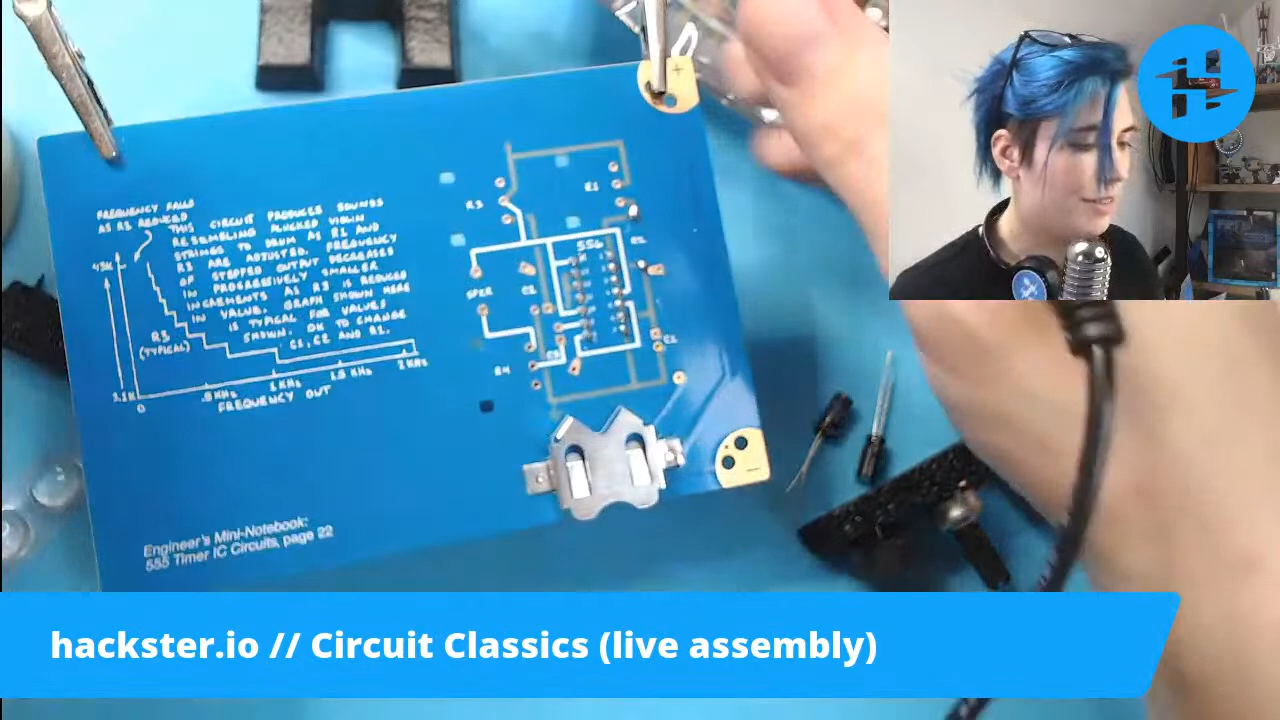 FREQUENCY FALLS
AS R3 REDUCED
THIS CIRCUIT PRODUCES SOUNDS
RESEMBLING PLUCKED VIOLIN
STRINGS TO DRUM AS R1 AND
R3 ARE ADJUSTED. FREQUENCY
OF STEPPED OUTPUT DECREASES
IN PROGRESSIVELY SMALLER
INCREMENTS AS R3 IS REDUCED
IN VALUE. GRAPH SHOWN HERE
IS TYPICAL FOR VALUES
SHOWN. OK TO CHANGE
C1, C2 AND R1.
R3
(TYPICAL)
0
1 KHz
1.5 KHz
2 KHz
FREQUENCY OUT
R3
R1
556
SPKR
C2
C1
R4
+
Engineer's Mini-Notebook:
555 Timer IC Circuits, page 22
hackster.io // Circuit Classics (live assembly)